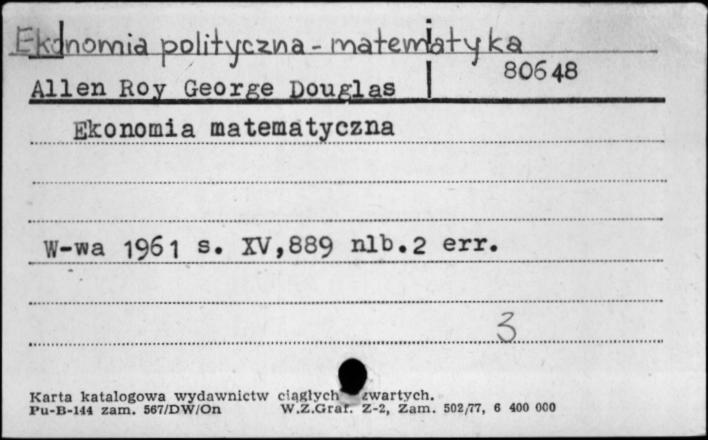 Ekonomia polityczna - matematyka
80648
Allen Roy George Douglas
Ekonomia matematyczna
W-wa 1961 s. XV,889 nlb.2 err.
3
Karta katalogowa wydawnictw ciągłych zwartych.
Pu-B-144 zam. 567/DW/On W.Z.Graf. Z-2, Zam. 502/77, 6 400 000